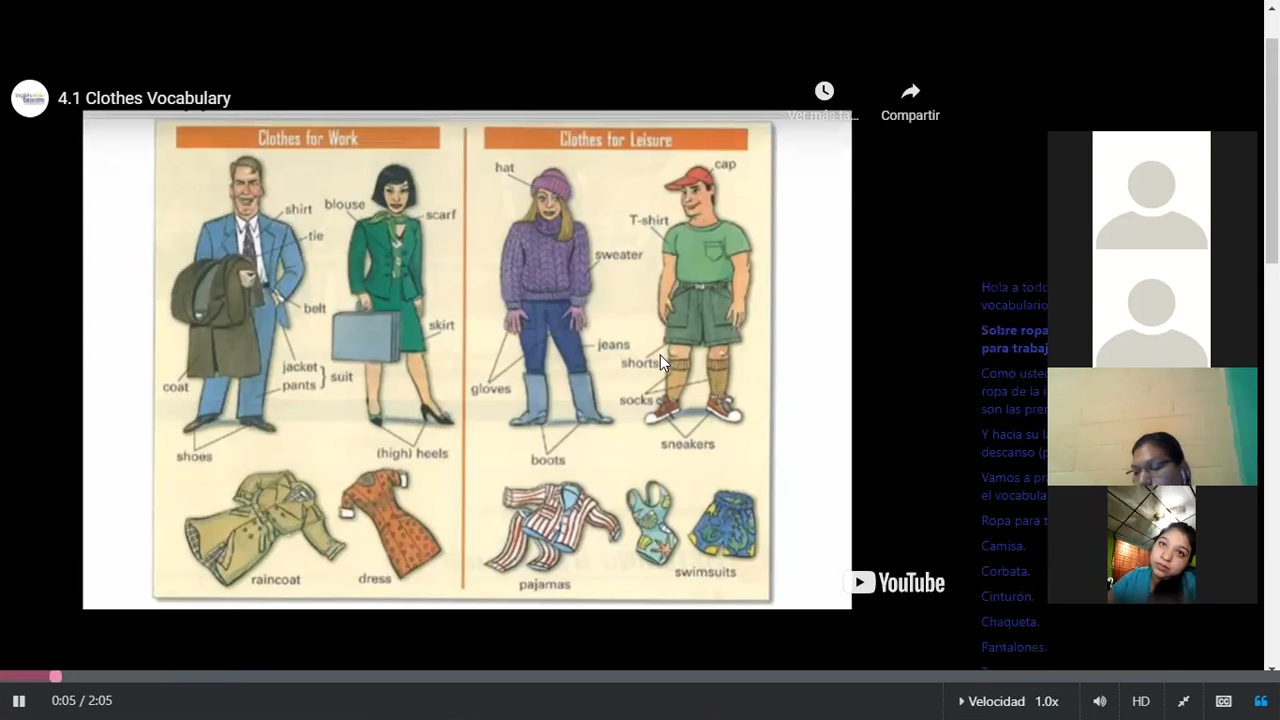 4.1 Clothes Vocabulary
Compartir
Clothes for Work
Clothes for Leisure
shirt
blouse
scarf
tie
belt
skirt
jacket
pants
suit
coat
shoes
(high) heels
raincoat
dress
hat
cap
T-shirt
sweater
jeans
shorts
gloves
socks
sneakers
boots
pajamas
swimsuits
YouTube
Hola a todo
vocabulario
Sobre ropa
para trabaj
Como uste
ropa de la i
son las pre
Y hacia su l
descanso (p
Vamos a pr
el vocabula
Ropa para t
Camisa.
Corbata.
Cinturón.
Chaqueta.
Pantalones.
0:05 / 2:05
Velocidad 1.0x
HD
CC